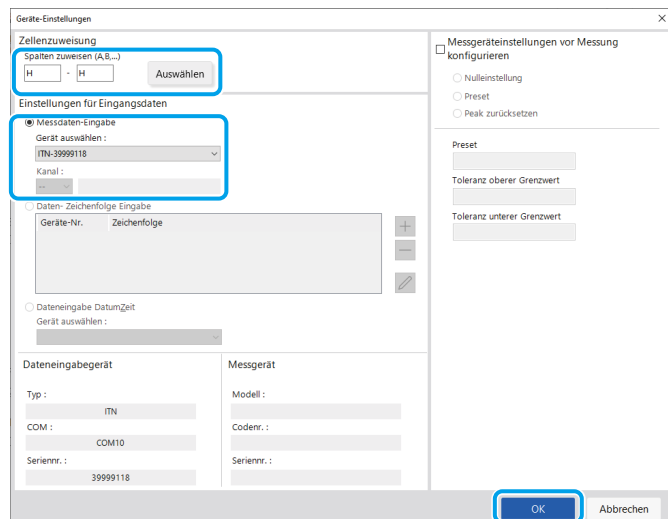 Geräte-Einstellungen
Zellenzuweisung
Spalten zuweisen (A,B,...)
H - H Auswählen
Einstellungen für Eingangsdaten
Messdaten-Eingabe
Gerät auswählen :
ITN-39999118
Kanal :
--
Daten- Zeichenfolge Eingabe
Geräte-Nr. Zeichenfolge
Dateneingabe DatumZeit
Gerät auswählen :
Dateneingabegerät
Typ :
ITN
COM :
COM10
Seriennr. :
39999118
Messgerät
Modell :
Codenr. :
Seriennr. :
Messgeräteinstellungen vor Messung
konfigurieren
Nulleinstellung
Preset
Peak zurücksetzen
Preset
Toleranz oberer Grenzwert
Toleranz unterer Grenzwert
OK Abbrechen